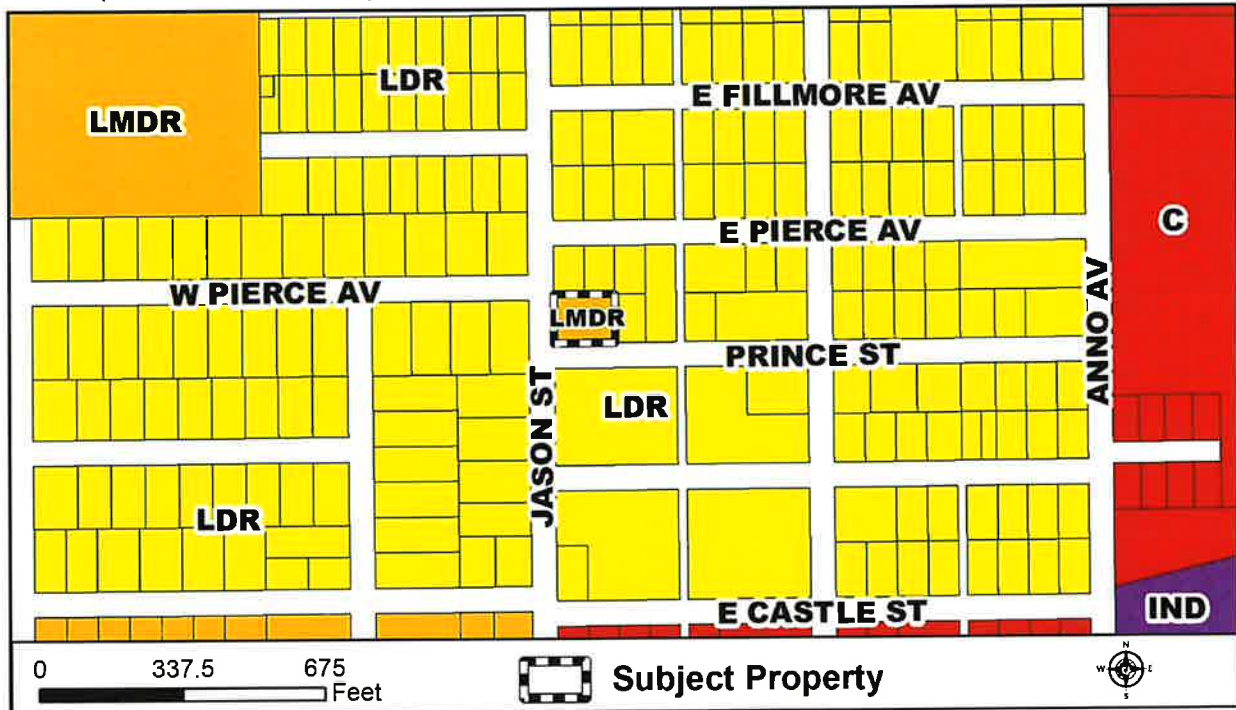 LDR
E FILLMORE AV
LMDR
C
E PIERCE AV
W PIERCE AV
LMDR
ANNO AV
PRINCE ST
JASON ST
LDR
LDR
E CASTLE ST
IND
0 337.5 675
Feet
Subject Property
N
W E
S